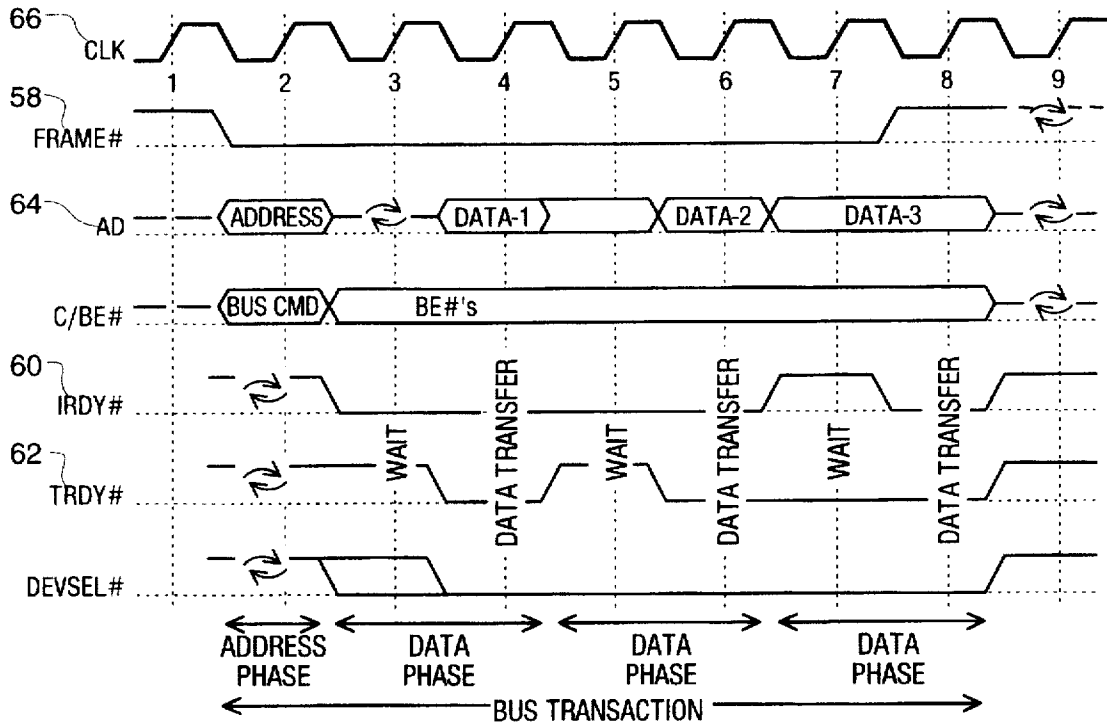 66
CLK
1 2 3 4 5 6 7 8 9
58
FRAME#
64
AD
ADDRESS DATA-1 DATA-2 DATA-3
C/BE#
BUS CMD BE#'s
60
IRDY#
62
TRDY#
WAIT
DATA TRANSFER
WAIT
DATA TRANSFER
WAIT
DATA TRANSFER
DEVSEL#
ADDRESS PHASE
DATA PHASE
DATA PHASE
DATA PHASE
BUS TRANSACTION